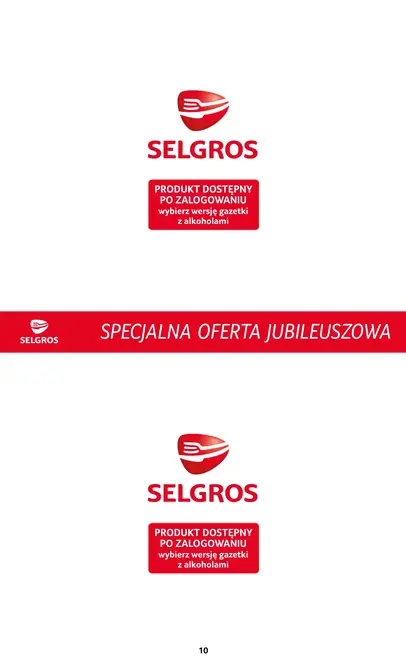 SELGROS
PRODUKT DOSTĘPNY
PO ZALOGOWANIU
wybierz wersję gazetki
z alkoholami
SELGROS
SPECJALNA OFERTA JUBILEUSZOWA
SELGROS
PRODUKT DOSTĘPNY
PO ZALOGOWANIU
wybierz wersję gazetki
z alkoholami
10